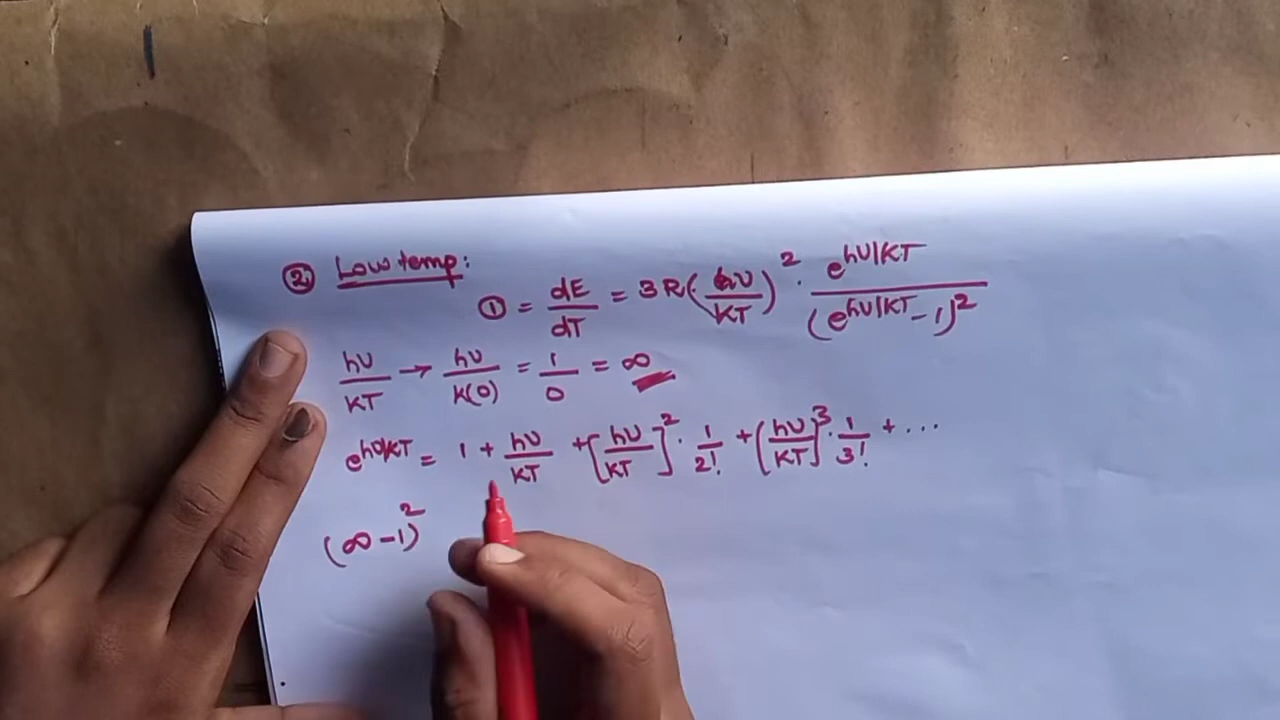 ② Low temp:
① = dE/dT = 3R (hυ/KT)² · e^{hυ/KT} / (e^{hυ/KT} - 1)²
hυ/KT → hυ/K(0) = 1/0 = ∞
e^{hυ/KT} = 1 + hυ/KT + [hυ/KT]² · 1/2! + [hυ/KT]³ · 1/3! + ...
(∞ - 1)²